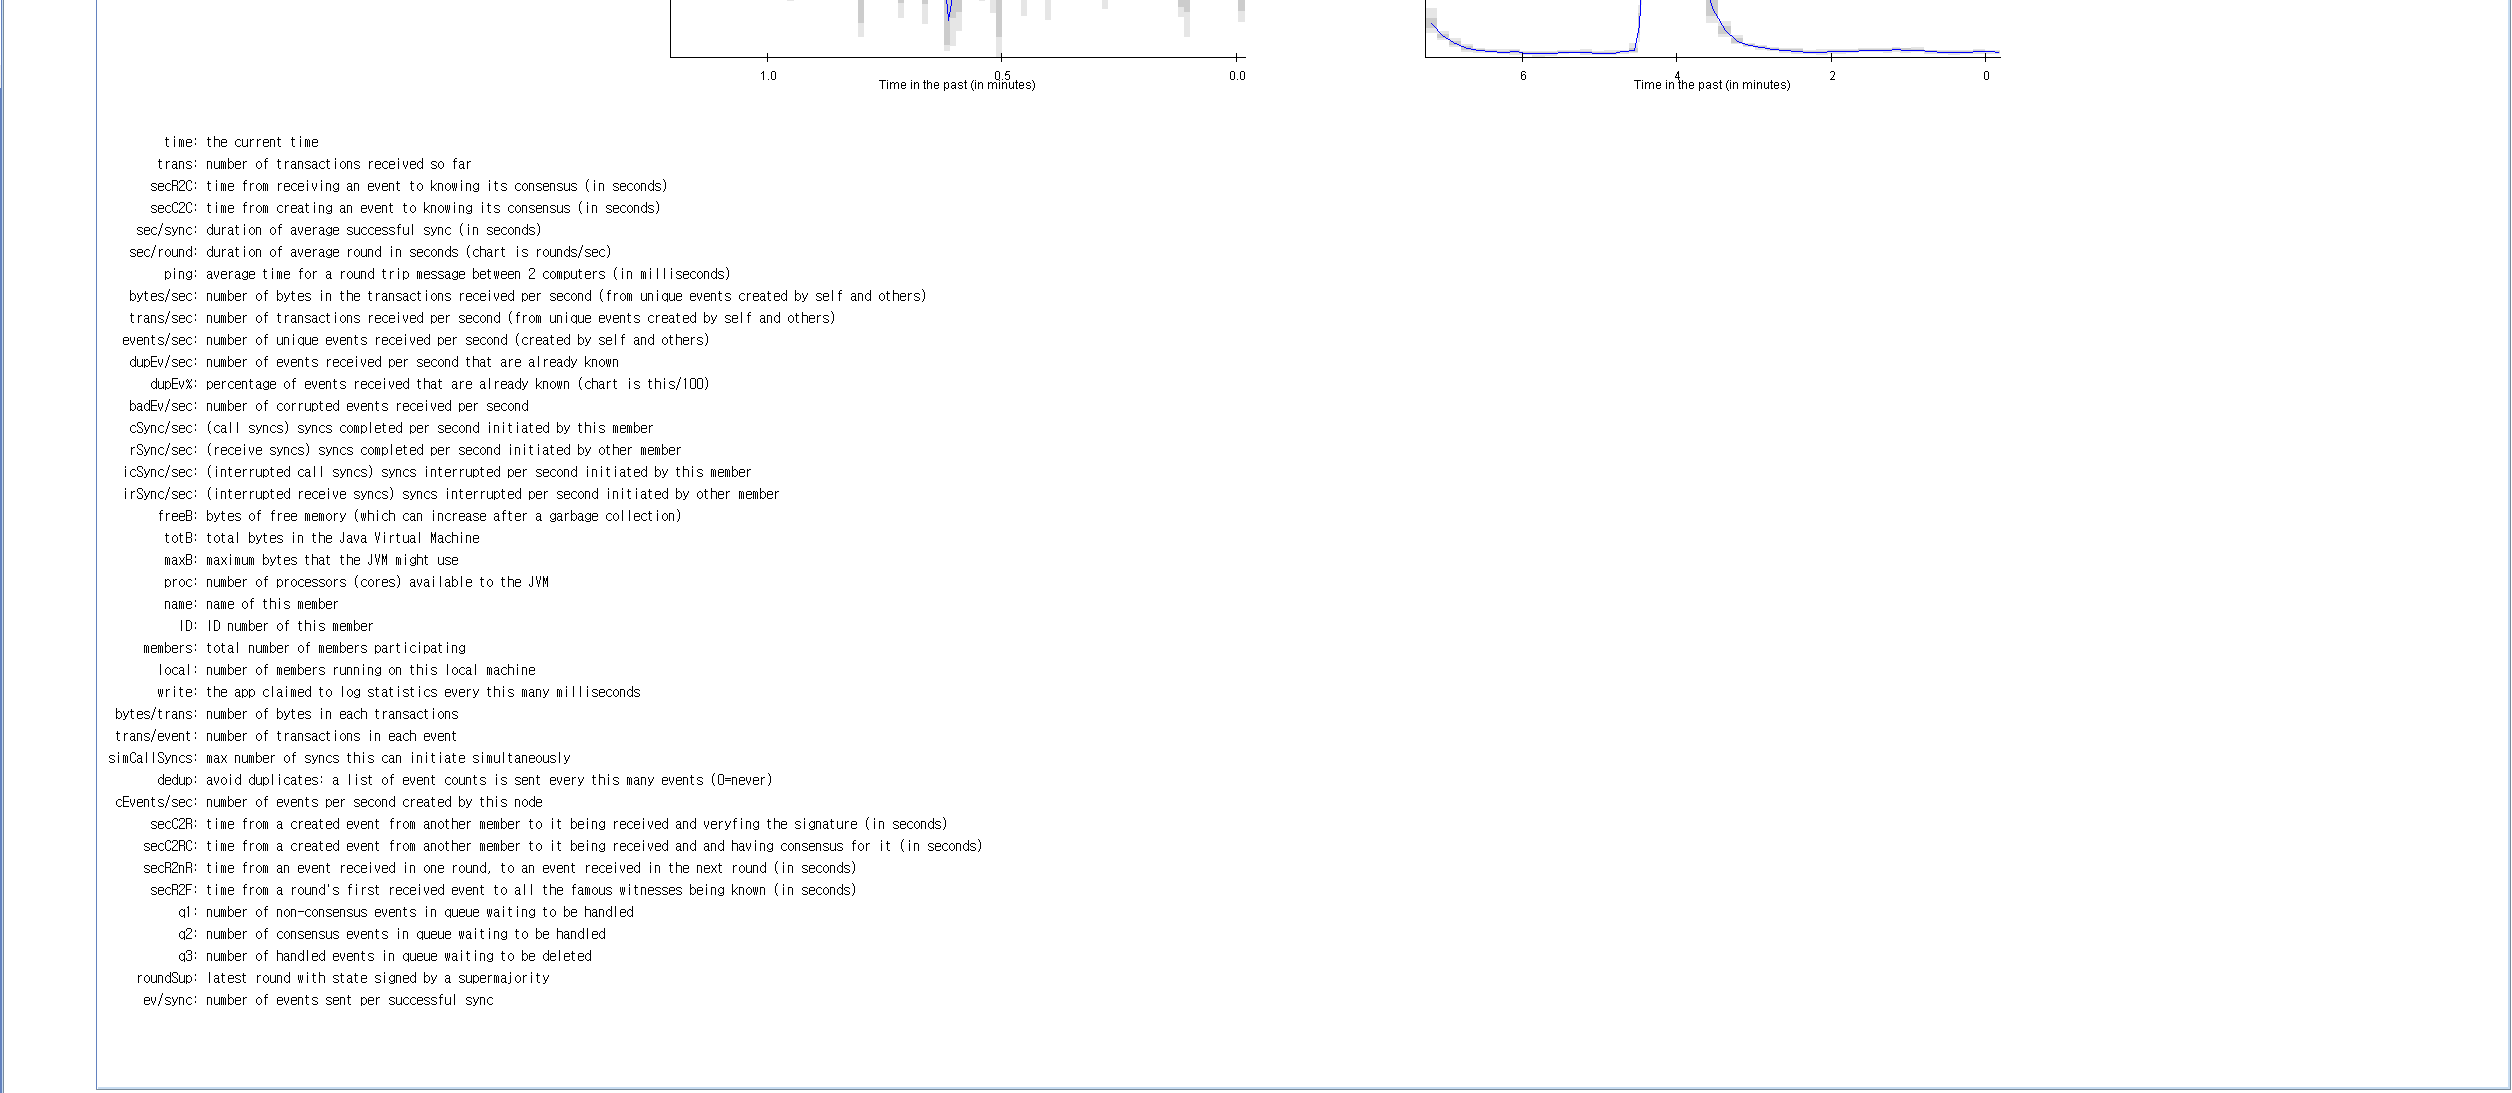 1.0 0.5 0.0
Time in the past (in minutes)
6 4 2 0
Time in the past (in minutes)
time: the current time
trans: number of transactions received so far
secR2C: time from receiving an event to knowing its consensus (in seconds)
secC2C: time from creating an event to knowing its consensus (in seconds)
sec/sync: duration of average successful sync (in seconds)
sec/round: duration of average round in seconds (chart is rounds/sec)
ping: average time for a round trip message between 2 computers (in milliseconds)
bytes/sec: number of bytes in the transactions received per second (from unique events created by self and others)
trans/sec: number of transactions received per second (from unique events created by self and others)
events/sec: number of unique events received per second (created by self and others)
dupEv/sec: number of events received per second that are already known
dupEv%: percentage of events received that are already known (chart is this/100)
badEv/sec: number of corrupted events received per second
cSync/sec: (call syncs) syncs completed per second initiated by this member
rSync/sec: (receive syncs) syncs completed per second initiated by other member
icSync/sec: (interrupted call syncs) syncs interrupted per second initiated by this member
irSync/sec: (interrupted receive syncs) syncs interrupted per second initiated by other member
freeB: bytes of free memory (which can increase after a garbage collection)
totB: total bytes in the Java Virtual Machine
maxB: maximum bytes that the JVM might use
proc: number of processors (cores) available to the JVM
name: name of this member
ID: ID number of this member
members: total number of members participating
local: number of members running on this local machine
write: the app claimed to log statistics every this many milliseconds
bytes/trans: number of bytes in each transactions
trans/event: number of transactions in each event
simCallSyncs: max number of syncs this can initiate simultaneously
dedup: avoid duplicates: a list of event counts is sent every this many events (0=never)
cEvents/sec: number of events per second created by this node
secC2R: time from a created event from another member to it being received and veryfing the signature (in seconds)
secC2RC: time from a created event from another member to it being received and and having consensus for it (in seconds)
secR2nR: time from an event received in one round, to an event received in the next round (in seconds)
secR2F: time from a round's first received event to all the famous witnesses being known (in seconds)
q1: number of non-consensus events in queue waiting to be handled
q2: number of consensus events in queue waiting to be handled
q3: number of handled events in queue waiting to be deleted
roundSup: latest round with state signed by a supermajority
ev/sync: number of events sent per successful sync